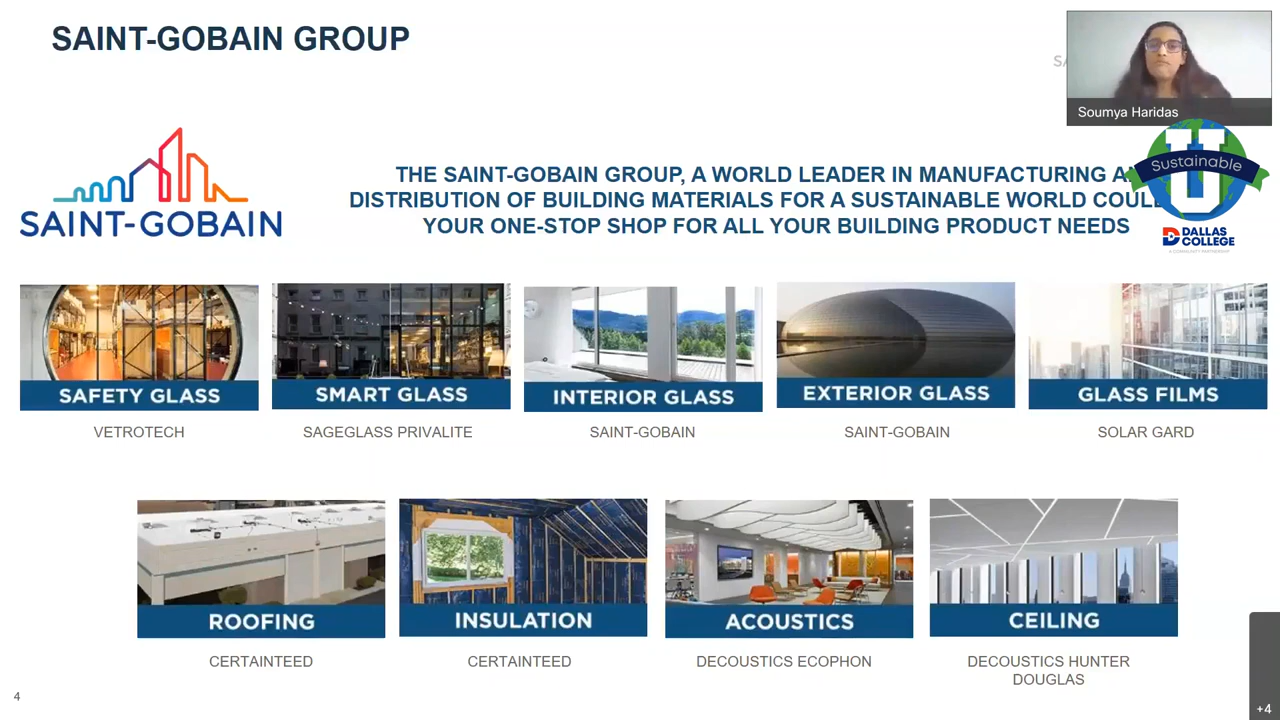 SAINT-GOBAIN GROUP
Soumya Haridas
SAINT-GOBAIN
THE SAINT-GOBAIN GROUP, A WORLD LEADER IN MANUFACTURING
DISTRIBUTION OF BUILDING MATERIALS FOR A SUSTAINABLE WORLD
YOUR ONE-STOP SHOP FOR ALL YOUR BUILDING PRODUCT NEEDS
U
Sustainable
DALLAS
COLLEGE
SAFETY GLASS
SMART GLASS
INTERIOR GLASS
EXTERIOR GLASS
GLASS FILMS
VETROTECH
SAGEGLASS PRIVALITE
SAINT-GOBAIN
SAINT-GOBAIN
SOLAR GARD
ROOFING
INSULATION
ACOUSTICS
CEILING
CERTAINTEED
CERTAINTEED
DECOUSTICS ECOPHON
DECOUSTICS HUNTER
DOUGLAS
4
+4